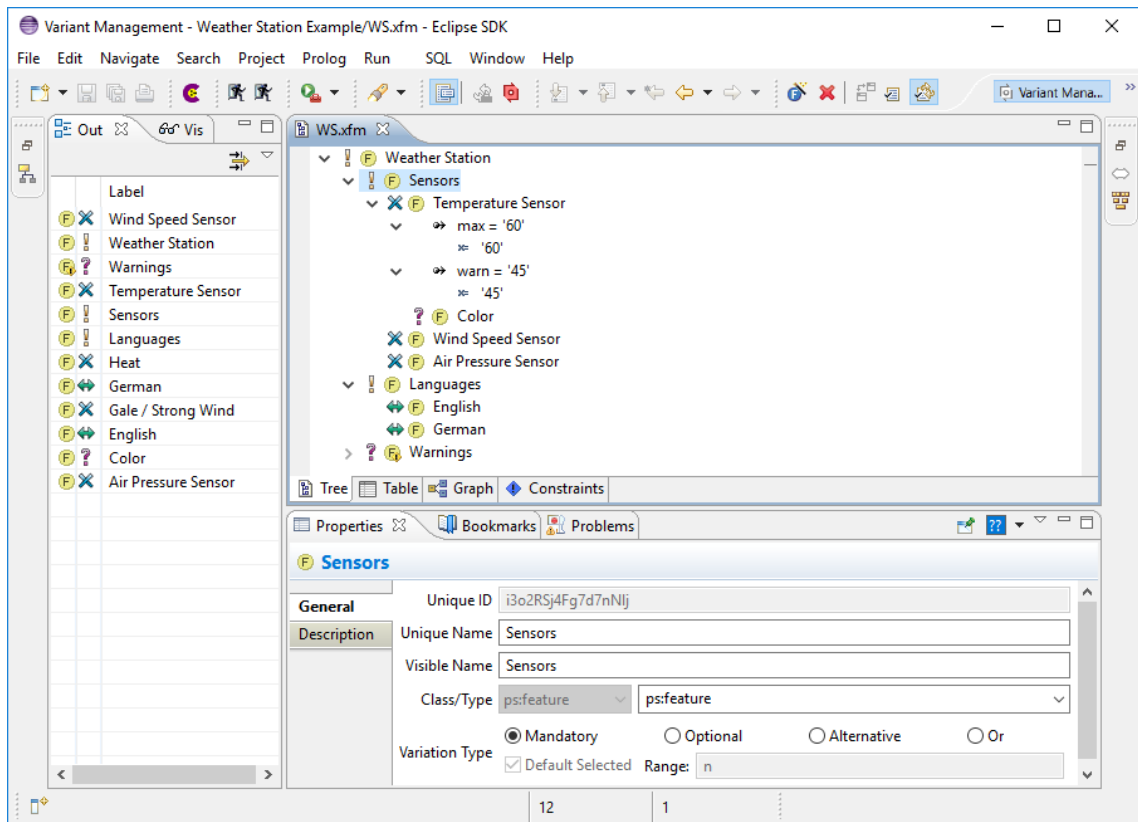 Variant Management - Weather Station Example/WS.xfm - Eclipse SDK
File Edit Navigate Search Project Prolog Run SQL Window Help
Variant Mana...
Out
Vis
Label
Wind Speed Sensor
Weather Station
Warnings
Temperature Sensor
Sensors
Languages
Heat
German
Gale / Strong Wind
English
Color
Air Pressure Sensor
WS.xfm
Weather Station
Sensors
Temperature Sensor
max = '60'
'60'
warn = '45'
'45'
Color
Wind Speed Sensor
Air Pressure Sensor
Languages
English
German
Warnings
Tree Table Graph Constraints
Properties Bookmarks Problems
Sensors
General
Description
Unique ID i3o2RSj4Fg7d7nNIj
Unique Name Sensors
Visible Name Sensors
Class/Type ps:feature ps:feature
Variation Type Mandatory Optional Alternative Or
Default Selected Range: n
12 1